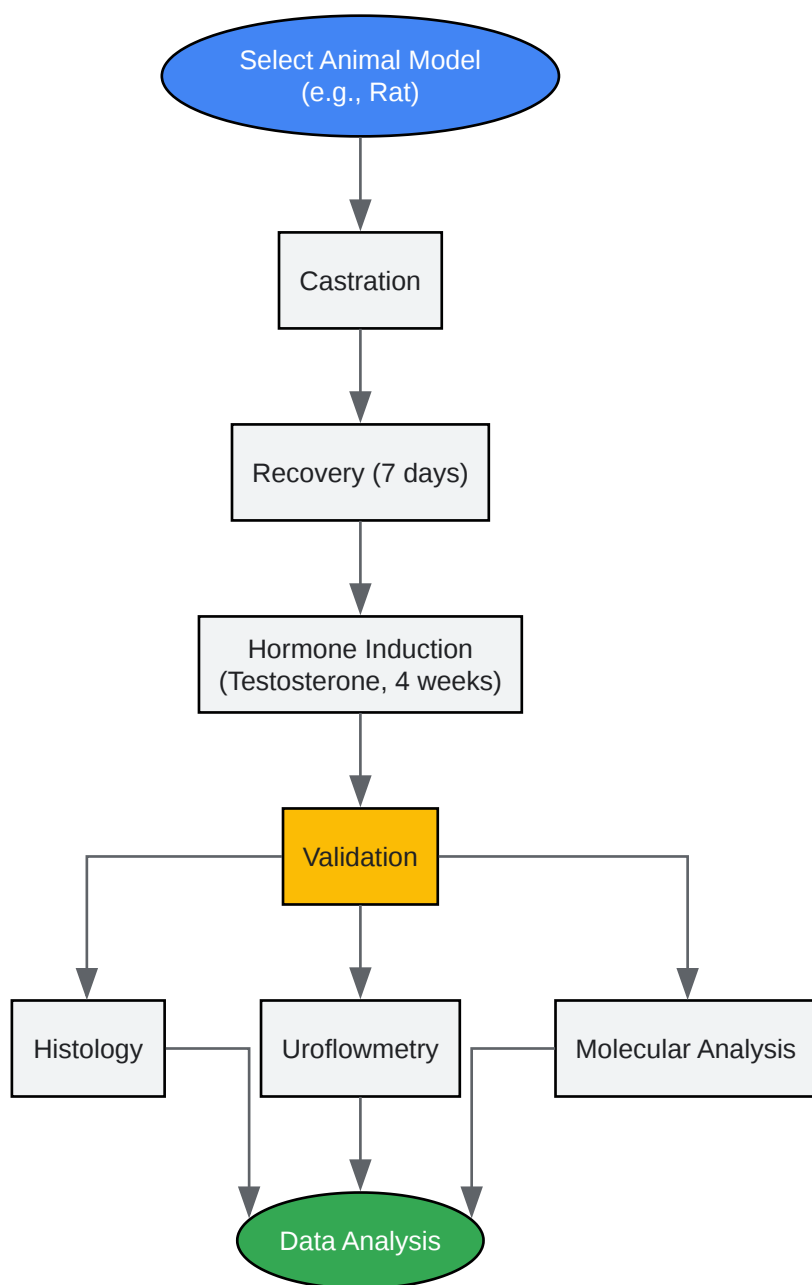 Select Animal Model
(e.g., Rat)
Castration
Recovery (7 days)
Hormone Induction
(Testosterone, 4 weeks)
Validation
Histology
Uroflowmetry
Molecular Analysis
Data Analysis